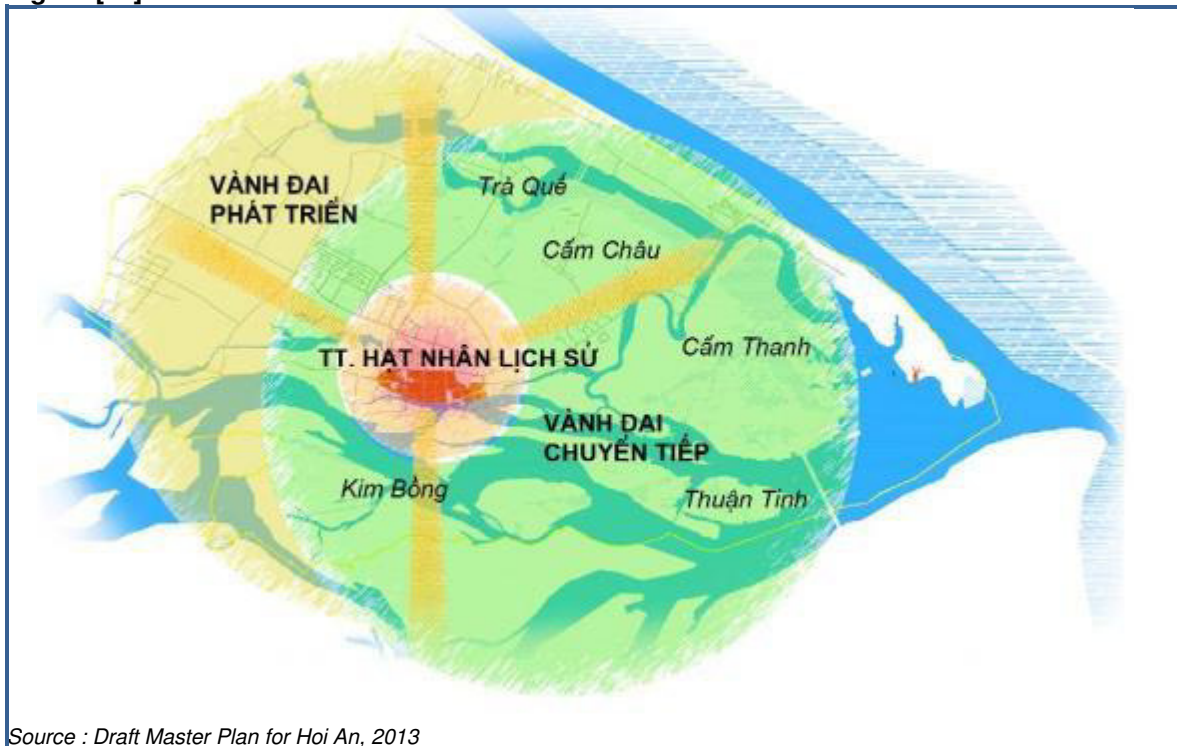 VÀNH ĐAI
PHÁT TRIỂN
Trà Quế
Cẩm Châu
TT. HẠT NHÂN LỊCH SỬ
Cẩm Thanh
VÀNH ĐAI
CHUYỂN TIẾP
Kim Bồng
Thuận Tình
Source : Draft Master Plan for Hoi An, 2013